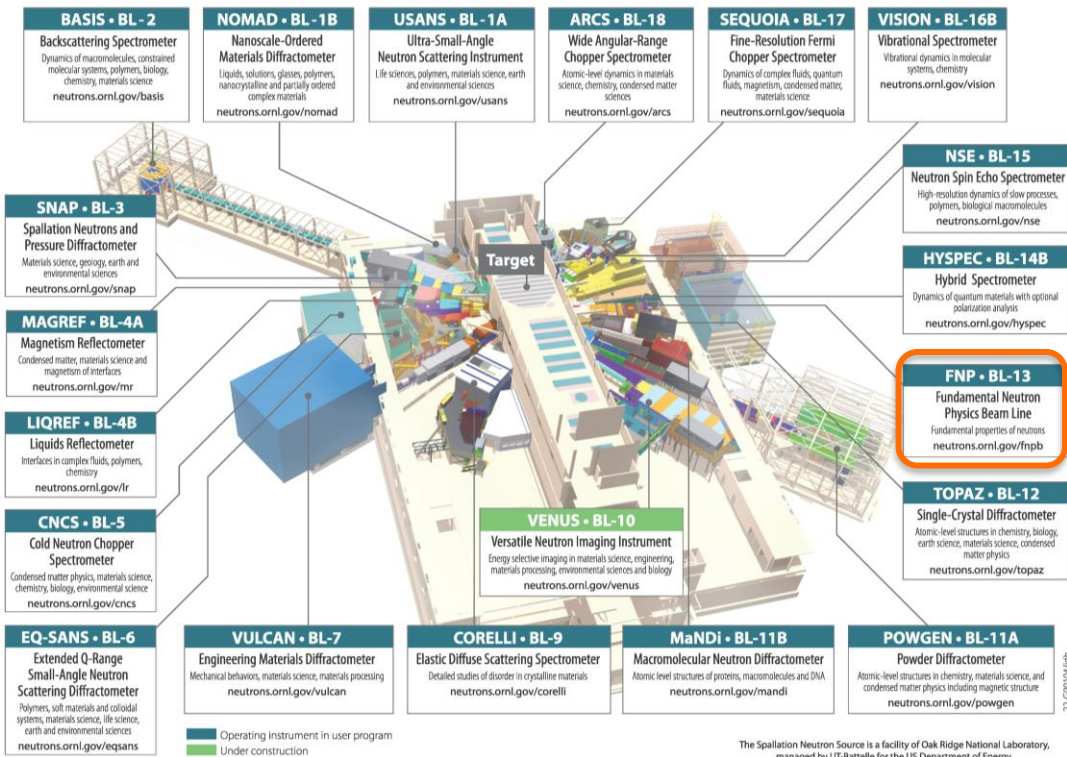 BASIS • BL-2
Backscattering Spectrometer
Dynamics of macromolecules, constrained
molecular systems, polymers, biology,
chemistry, materials science
neutrons.ornl.gov/basis
NOMAD • BL-1B
Nanoscale-Ordered
Materials Diffractometer
Liquids, solutions, glasses, polymers,
nanocrystalline and partially ordered
complex materials
neutrons.ornl.gov/nomad
USANS • BL-1A
Ultra-Small-Angle
Neutron Scattering Instrument
Life sciences, polymers, materials science, earth
and environmental sciences
neutrons.ornl.gov/usans
ARCS • BL-18
Wide Angular-Range
Chopper Spectrometer
Atomic-level dynamics in materials
science, chemistry, condensed matter
sciences
neutrons.ornl.gov/arcs
SEQUOIA • BL-17
Fine-Resolution Fermi
Chopper Spectrometer
Dynamics of complex fluids, quantum
fluids, magnetism, condensed matter,
materials science
neutrons.ornl.gov/sequoia
VISION • BL-16B
Vibrational Spectrometer
Vibrational dynamics in molecular
systems, chemistry
neutrons.ornl.gov/vision
NSE • BL-15
Neutron Spin Echo Spectrometer
High-resolution dynamics of slow processes,
polymers, biological macromolecules
neutrons.ornl.gov/nse
SNAP • BL-3
Spallation Neutrons and
Pressure Diffractometer
Materials science, geology, earth and
environmental sciences
neutrons.ornl.gov/snap
Target
HYSPEC • BL-14B
Hybrid Spectrometer
Dynamics of quantum materials with optional
polarization analysis
neutrons.ornl.gov/hyspec
MAGREF • BL-4A
Magnetism Reflectometer
Condensed matter, materials science and
magnetism of interfaces
neutrons.ornl.gov/mr
FNP • BL-13
Fundamental Neutron
Physics Beam Line
Fundamental properties of neutrons
neutrons.ornl.gov/fnpb
LIQREF • BL-4B
Liquids Reflectometer
Interfaces in complex fluids, polymers,
chemistry
neutrons.ornl.gov/lr
TOPAZ • BL-12
Single-Crystal Diffractometer
Atomic-level structures in chemistry, biology,
earth science, materials science, condensed
matter physics
neutrons.ornl.gov/topaz
CNCS • BL-5
Cold Neutron Chopper
Spectrometer
Condensed matter physics, materials science,
chemistry, biology, environmental science
neutrons.ornl.gov/cncs
VENUS • BL-10
Versatile Neutron Imaging Instrument
Energy selective imaging in materials science, engineering,
materials processing, environmental sciences and biology
neutrons.ornl.gov/venus
EQ-SANS • BL-6
Extended Q-Range
Small-Angle Neutron
Scattering Diffractometer
Polymers, soft materials and colloidal
systems, materials science, life science,
earth and environmental sciences
neutrons.ornl.gov/eqsans
VULCAN • BL-7
Engineering Materials Diffractometer
Mechanical behaviors, materials science, materials processing
neutrons.ornl.gov/vulcan
CORELLI • BL-9
Elastic Diffuse Scattering Spectrometer
Detailed studies of disorder in crystalline materials
neutrons.ornl.gov/corelli
MaNDi • BL-11B
Macromolecular Neutron Diffractometer
Atomic level structures of proteins, macromolecules and DNA
neutrons.ornl.gov/mandi
POWGEN • BL-11A
Powder Diffractometer
Atomic-level structures in chemistry, materials science, and
condensed matter physics including magnetic structure
neutrons.ornl.gov/powgen
Operating instrument in user program
Under construction
The Spallation Neutron Source is a facility of Oak Ridge National Laboratory,
managed by UT-Battelle for the US Department of Energy